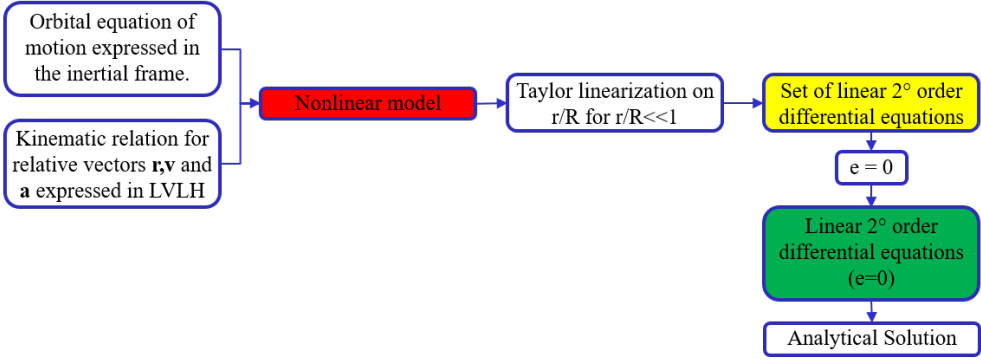 Orbital equation of
motion expressed in
the inertial frame.
Kinematic relation for
relative vectors r,v and
a expressed in LVLH
Nonlinear model
Taylor linearization on
r/R for r/R<<1
Set of linear 2° order
differential equations
e = 0
Linear 2° order
differential equations
(e=0)
Analytical Solution